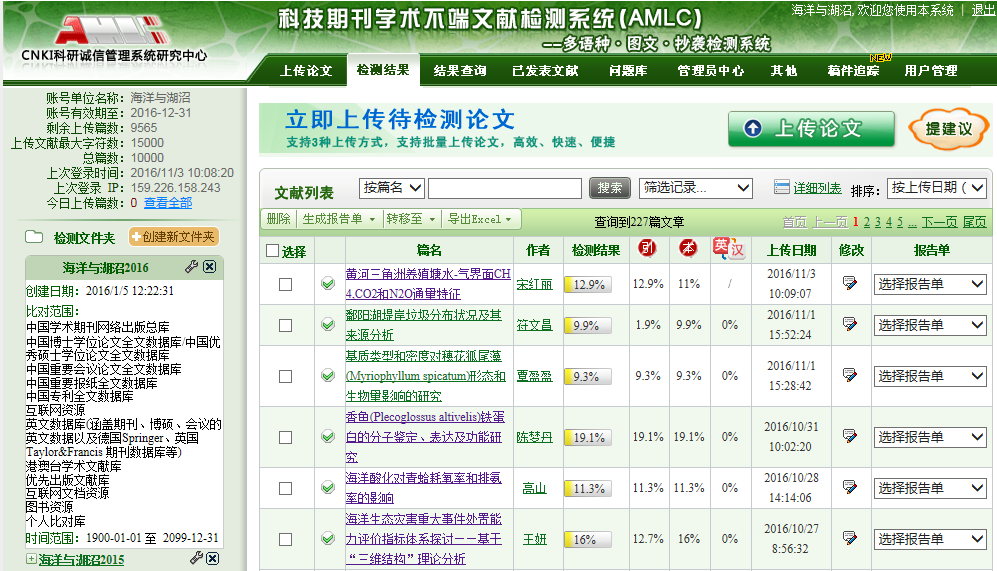 海洋与湖沼, 欢迎您使用本系统 | 退出
AMLC
CNKI科研诚信管理系统研究中心
科技期刊学术不端文献检测系统(AMLC)
——多语种·图文·抄袭检测系统
上传论文 检测结果 结果查询 已发表文献 问题库 管理员中心 其他 稿件追踪 NEW 用户管理
账号单位名称: 海洋与湖沼
账号有效期至: 2016-12-31
剩余上传篇数: 9565
上传文献最大字符数: 15000
总篇数: 10000
上次登录时间: 2016/11/3 10:08:20
上次登录 IP: 159.226.158.243
今日上传篇数: 0 查看全部
检测文件夹 +创建新文件夹
海洋与湖沼2016
创建日期: 2016/1/5 12:22:31
比对范围:
中国学术期刊网络出版总库
中国博士学位论文全文数据库/中国优
秀硕士学位论文全文数据库
中国重要会议论文全文数据库
中国重要报纸全文数据库
中国专利全文数据库
互联网资源
英文数据库(涵盖期刊、博硕、会议的
英文数据以及德国Springer、英国
Taylor&Francis 期刊数据库等)
港澳台学术文献库
优先出版文献库
互联网文档资源
图书资源
个人比对库
时间范围: 1900-01-01 至 2099-12-31
海洋与湖沼2015
立即上传待检测论文
支持3种上传方式，支持批量上传论文，高效、快速、便捷
上传论文
提建议
文献列表 按篇名 搜索 筛选记录... 详细列表 排序: 按上传日期 (
删除 生成报告单 转移至 导出Excel 查询到227篇文章 首页 上一页 1 2 3 4 5 ... 下一页 尾页
选择 篇名 作者 检测结果 引 本 英汉 上传日期 修改 报告单
黄河三角洲养殖塘水-气界面CH
4,CO2和N2O通量特征
宋红丽 12.9% 12.9% 11% / 2016/11/3
10:09:07
选择报告单
鄱阳湖堤岸垃圾分布状况及其
来源分析
符文昌 9.9% 1.9% 9.9% 0% 2016/11/1
15:52:24
选择报告单
基质类型和密度对穗花狐尾藻
(Myriophyllum spicatum)形态和
生物量影响的研究
覃盈盈 9.3% 9.3% 9.3% 0% 2016/11/1
15:28:42
选择报告单
香鱼(Plecoglossus altivelis)铁蛋
白的分子鉴定、表达及功能研
究
陈梦丹 19.1% 19.1% 19.1% 0% 2016/10/31
10:02:20
选择报告单
海洋酸化对青蛤耗氧率和排氨
率的影响
高山 11.3% 11.3% 11.3% 0% 2016/10/28
14:14:06
选择报告单
海洋生态灾害重大事件处置能
力评价指标体系探讨——基于
“三维结构”理论分析
王妍 16% 12.7% 16% 0% 2016/10/27
8:56:32
选择报告单